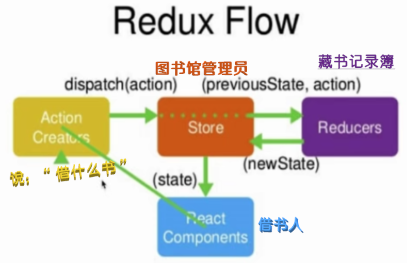 Redux Flow
图书馆管理员
藏书记录簿
dispatch(action)
(previousState, action)
Action
Creators
Store
Reducers
说：“借什么书”
(state)
(newState)
React
Components
借书人